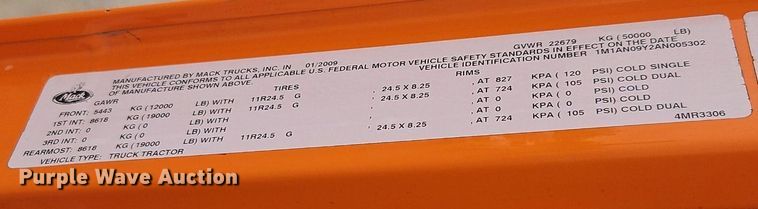 GVWR 22679 KG ( 50000 LB)
MANUFACTURED BY MACK TRUCKS, INC. IN 01/2009
THIS VEHICLE CONFORMS TO ALL APPLICABLE U.S. FEDERAL MOTOR VEHICLE SAFETY STANDARDS IN EFFECT ON THE DATE
OF MANUFACTURE SHOWN ABOVE. VEHICLE IDENTIFICATION NUMBER 1M1AN09Y2AN005302
Mack
GAWR TIRES RIMS
FRONT: 5443 KG (12000 LB) WITH 11R24.5 G , 24.5 X 8.25 , AT 827 KPA ( 120 PSI) COLD SINGLE
1ST INT: 8618 KG (19000 LB) WITH 11R24.5 G , 24.5 X 8.25 , AT 724 KPA ( 105 PSI) COLD DUAL
2ND INT: 0 KG ( 0 LB) WITH , , AT 0 KPA ( 0 PSI) COLD
3RD INT: 0 KG ( 0 LB) WITH , , AT 0 KPA ( 0 PSI) COLD
REARMOST: 8618 KG (19000 LB) WITH 11R24.5 G , 24.5 X 8.25 , AT 724 KPA ( 105 PSI) COLD DUAL
VEHICLE TYPE: TRUCK TRACTOR 4MR3306
Purple Wave Auction